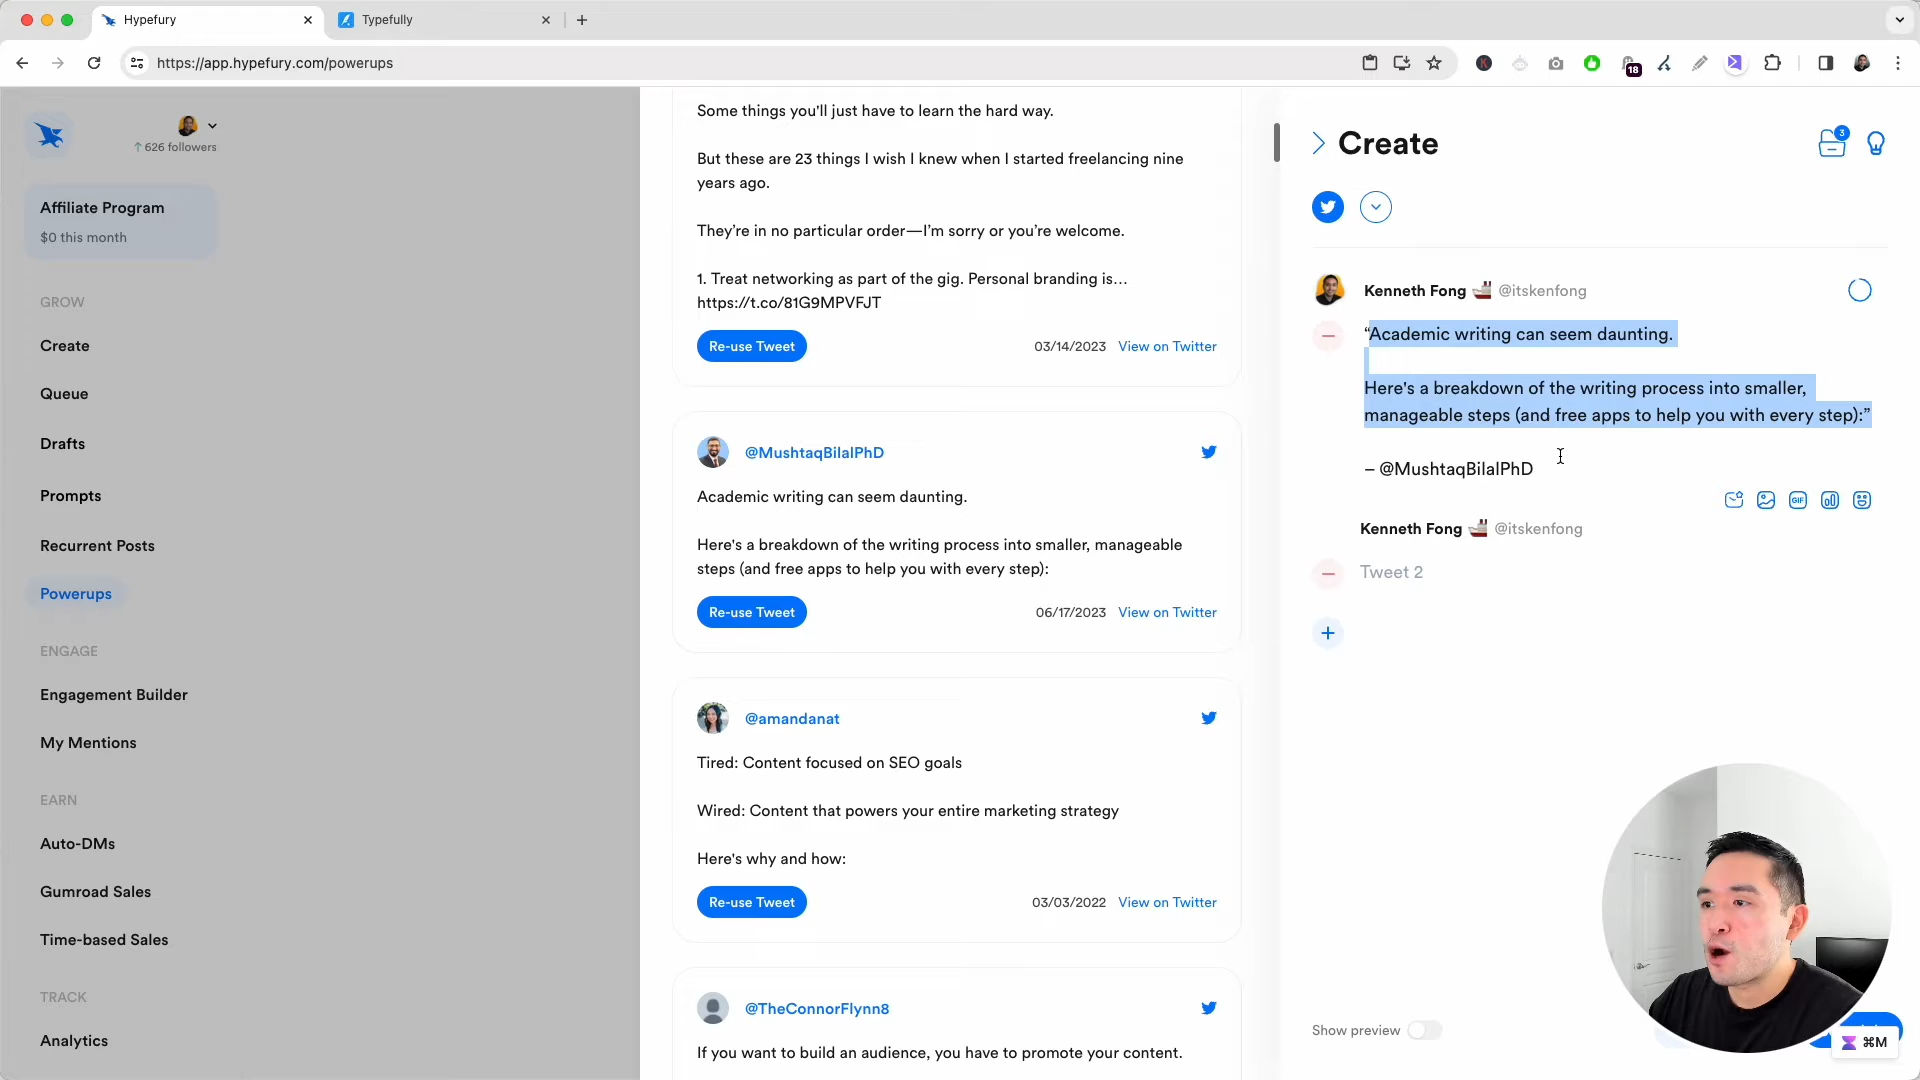 Hypefury
Typefully
https://app.hypefury.com/powerups
18
626 followers
Affiliate Program
$0 this month
GROW
Create
Queue
Drafts
Prompts
Recurrent Posts
Powerups
ENGAGE
Engagement Builder
My Mentions
EARN
Auto-DMs
Gumroad Sales
Time-based Sales
TRACK
Analytics
Some things you'll just have to learn the hard way.
But these are 23 things I wish I knew when I started freelancing nine
years ago.
They’re in no particular order—I’m sorry or you’re welcome.
1. Treat networking as part of the gig. Personal branding is…
https://t.co/81G9MPVFJT
Re-use Tweet 03/14/2023 View on Twitter
@MushtaqBilalPhD
Academic writing can seem daunting.
Here's a breakdown of the writing process into smaller, manageable
steps (and free apps to help you with every step):
Re-use Tweet 06/17/2023 View on Twitter
@amandanat
Tired: Content focused on SEO goals
Wired: Content that powers your entire marketing strategy
Here's why and how:
Re-use Tweet 03/03/2022 View on Twitter
@TheConnorFlynn8
If you want to build an audience, you have to promote your content.
Create
3
Kenneth Fong @itskenfong
“Academic writing can seem daunting.
Here's a breakdown of the writing process into smaller,
manageable steps (and free apps to help you with every step):”
– @MushtaqBilalPhD
GIF
Kenneth Fong @itskenfong
Tweet 2
Show preview
⌘M